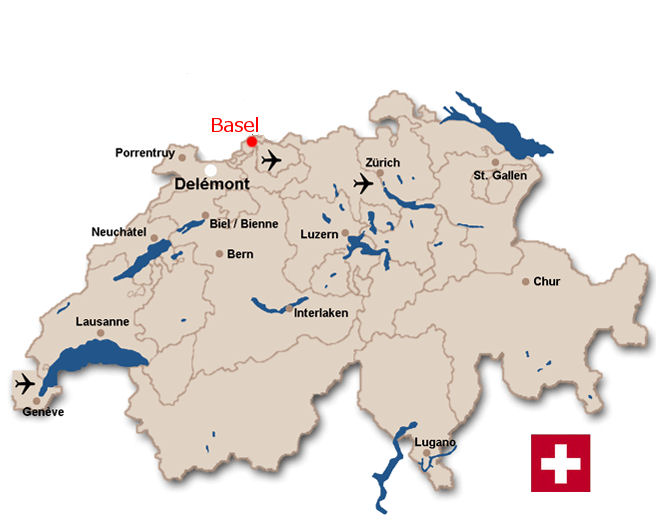 Basel
Porrentruy
Zürich
St. Gallen
Delémont
Biel / Bienne
Neuchâtel
Luzern
Bern
Chur
Interlaken
Lausanne
Genève
Lugano